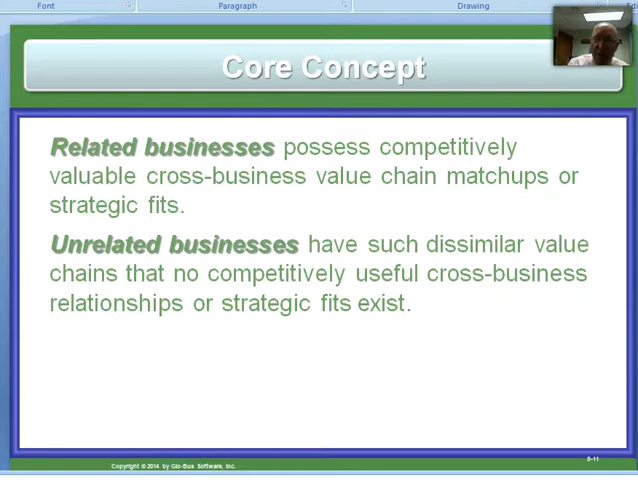 Font Paragraph Drawing
Core Concept
Related businesses possess competitively
valuable cross-business value chain matchups or
strategic fits.
Unrelated businesses have such dissimilar value
chains that no competitively useful cross-business
relationships or strategic fits exist.
8-11
Copyright © 2014 by Glo-Bus Software, Inc.